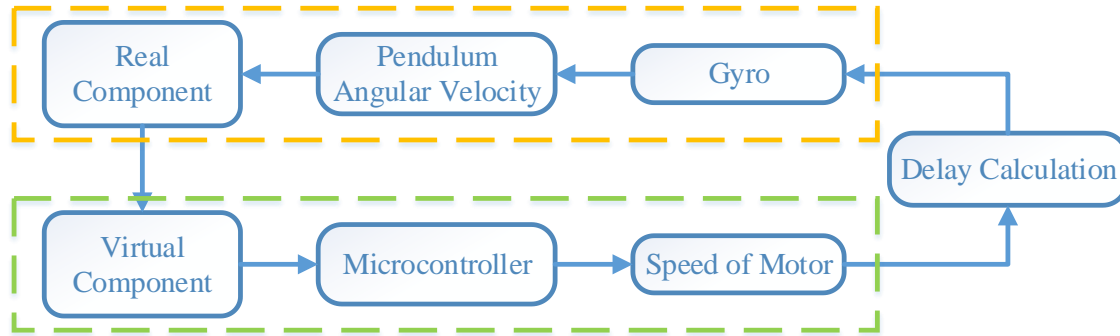 Real
Component
Pendulum
Angular Velocity
Gyro
Delay Calculation
Virtual
Component
Microcontroller
Speed of Motor